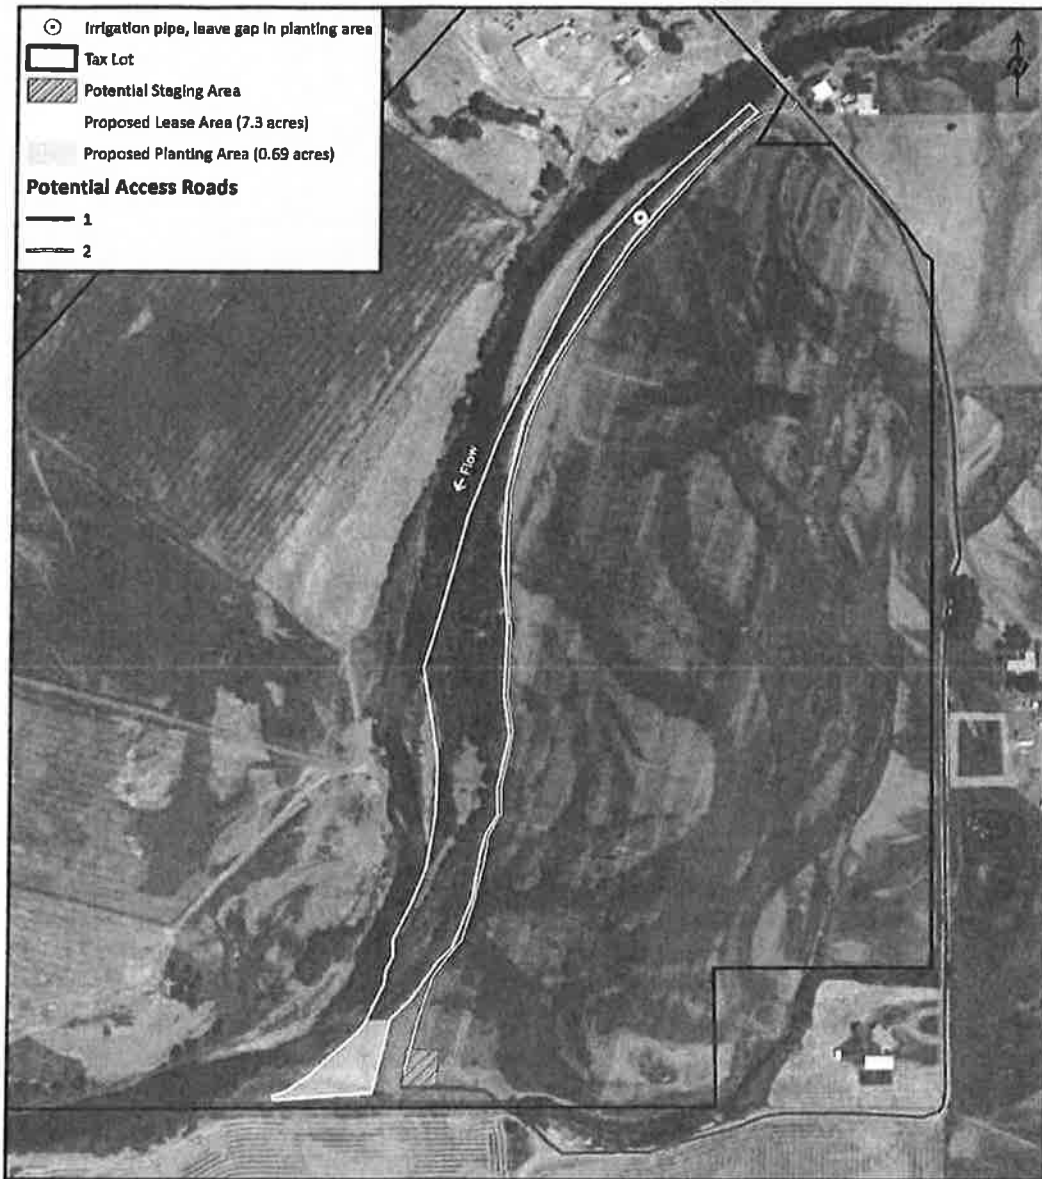 Irrigation pipe, leave gap in planting area
Tax Lot
Potential Staging Area
Proposed Lease Area (7.3 acres)
Proposed Planting Area (0.69 acres)
Potential Access Roads
1
2
N
← Flow